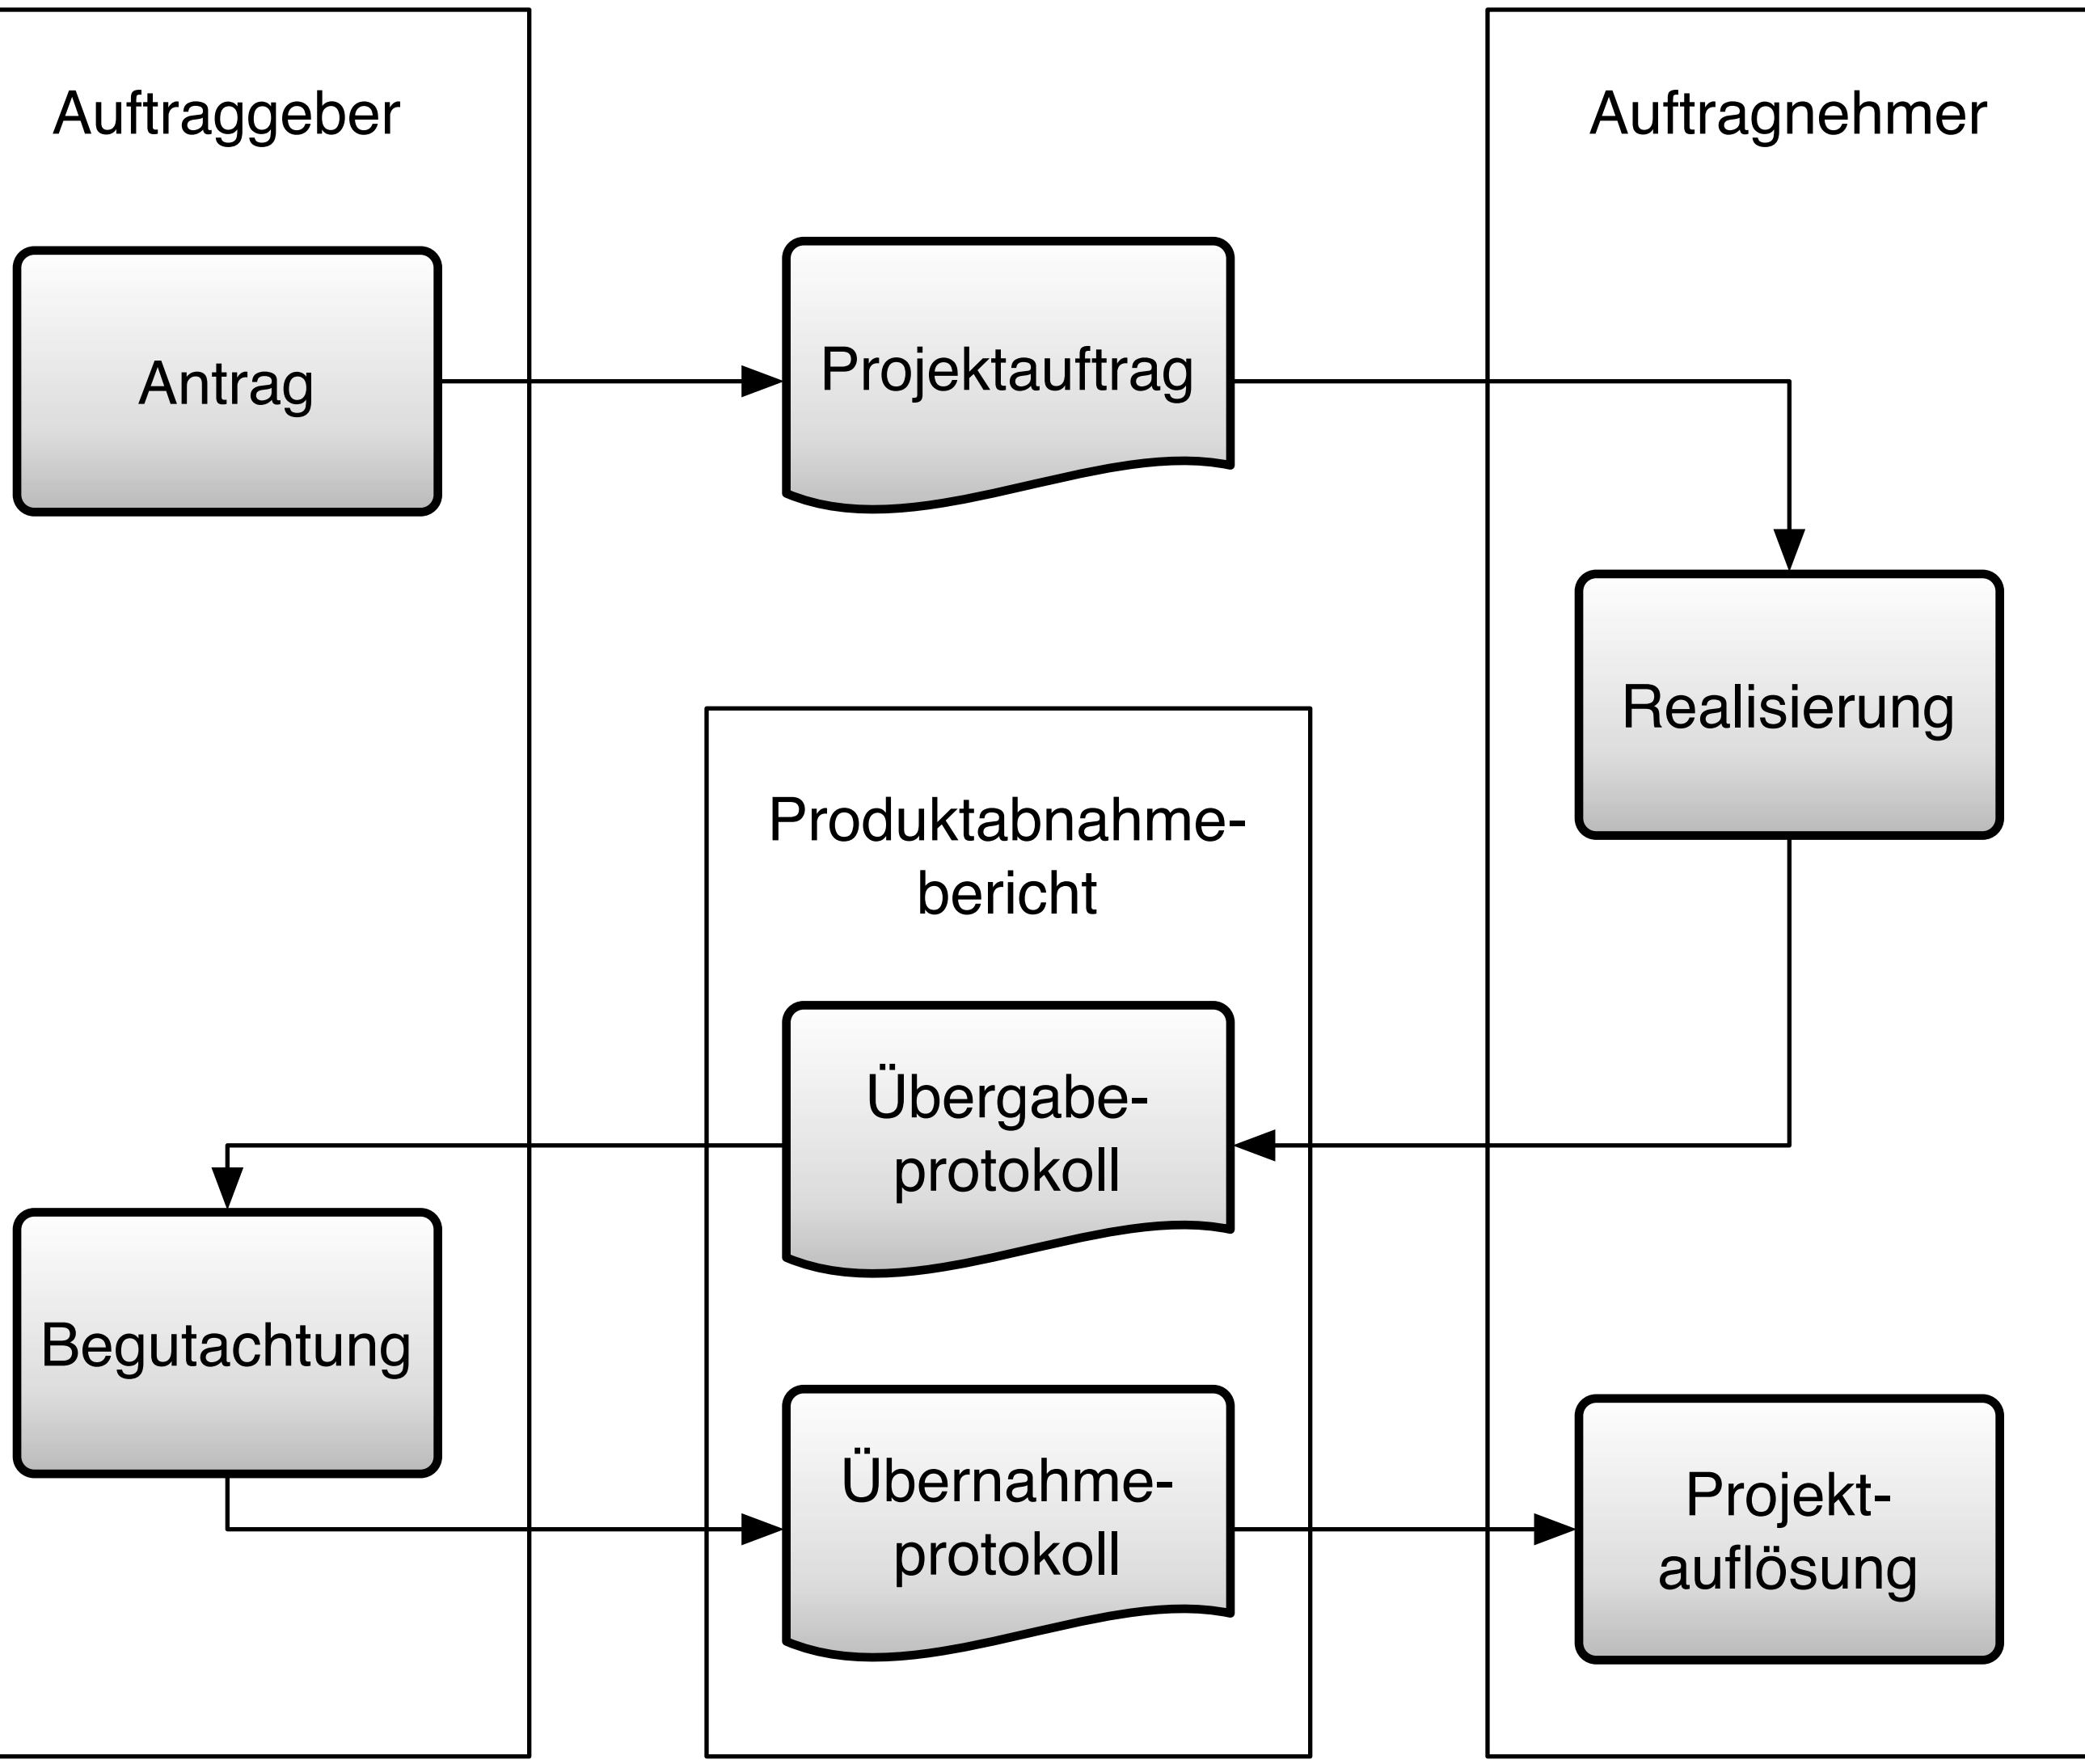 Auftraggeber
Auftragnehmer
Antrag
Projektauftrag
Realisierung
Produktabnahme-
bericht
Übergabe-
protokoll
Begutachtung
Übernahme-
protokoll
Projekt-
auflösung